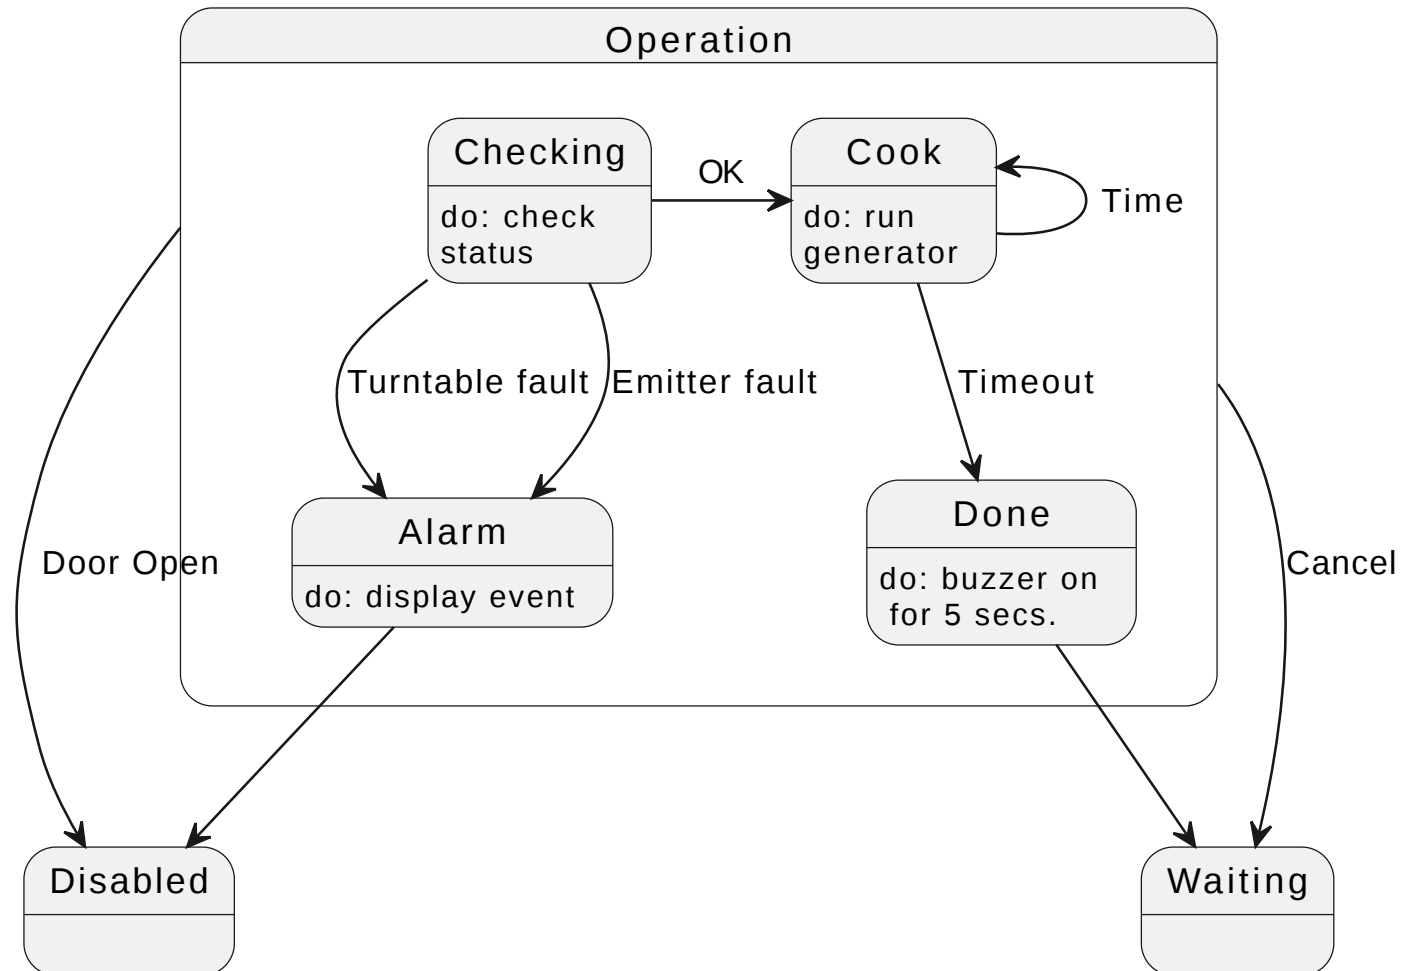 Operation
Checking
do: check
status
OK
Cook
do: run
generator
Time
Turntable fault
Emitter fault
Timeout
Alarm
do: display event
Done
do: buzzer on
for 5 secs.
Door Open
Cancel
Disabled
Waiting